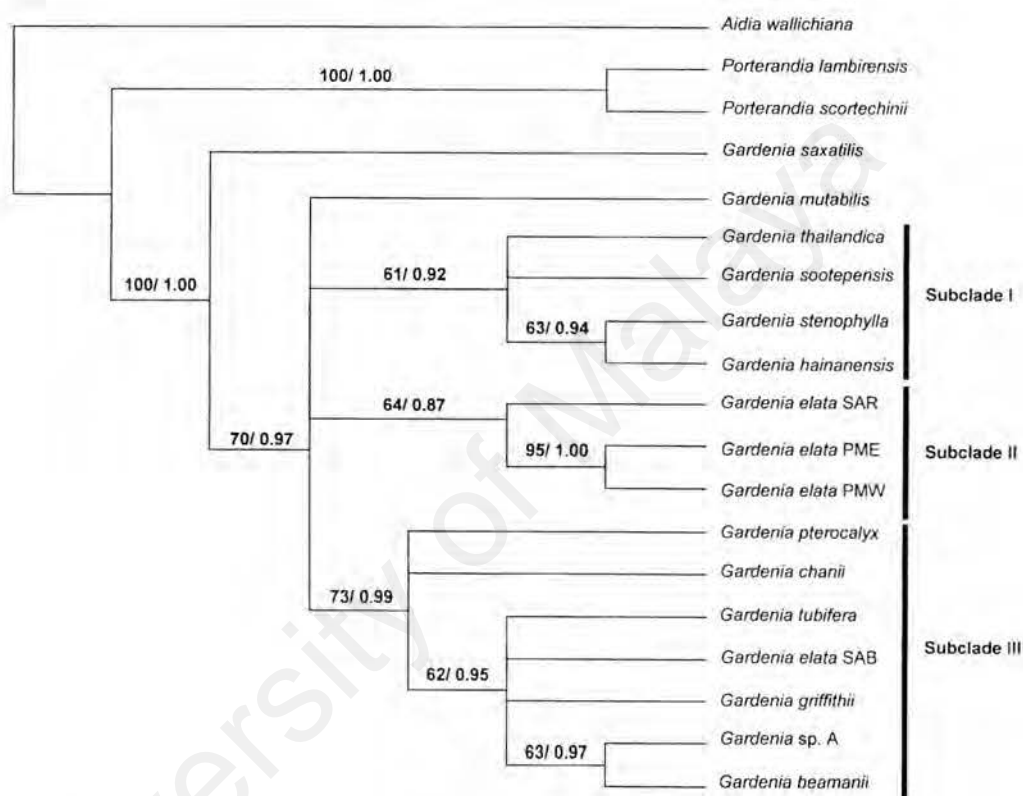 Aidia wallichiana
100/ 1.00
Porterandia lambirensis
Porterandia scortechinii
Gardenia saxatilis
Gardenia mutabilis
Gardenia thailandica
61/ 0.92
Gardenia sootepensis
100/ 1.00
Subclade I
63/ 0.94
Gardenia stenophylla
Gardenia hainanensis
64/ 0.87
Gardenia elata SAR
70/ 0.97
95/ 1.00
Gardenia elata PME
Subclade II
Gardenia elata PMW
Gardenia pterocalyx
Gardenia chanii
73/ 0.99
Gardenia tubifera
Subclade III
62/ 0.95
Gardenia elata SAB
Gardenia griffithii
63/ 0.97
Gardenia sp. A
Gardenia beamanii
University of Malaya